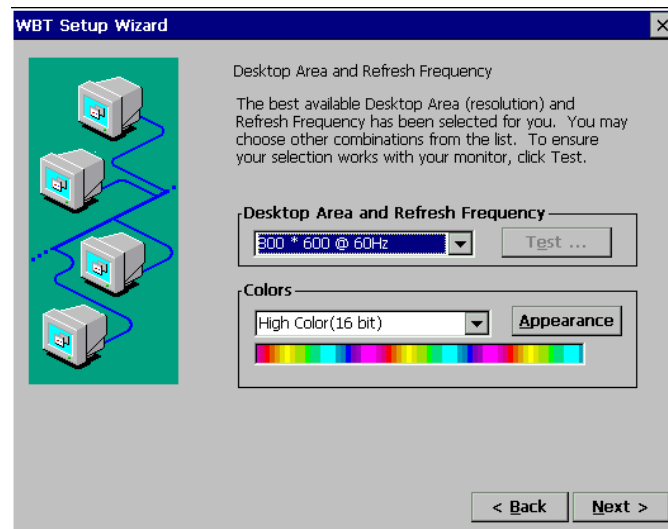 WBT Setup Wizard
Desktop Area and Refresh Frequency
The best available Desktop Area (resolution) and
Refresh Frequency has been selected for you. You may
choose other combinations from the list. To ensure
your selection works with your monitor, click Test.
Desktop Area and Refresh Frequency
800 * 600 @ 60Hz
Test ...
Colors
High Color(16 bit)
Appearance
< Back
Next >